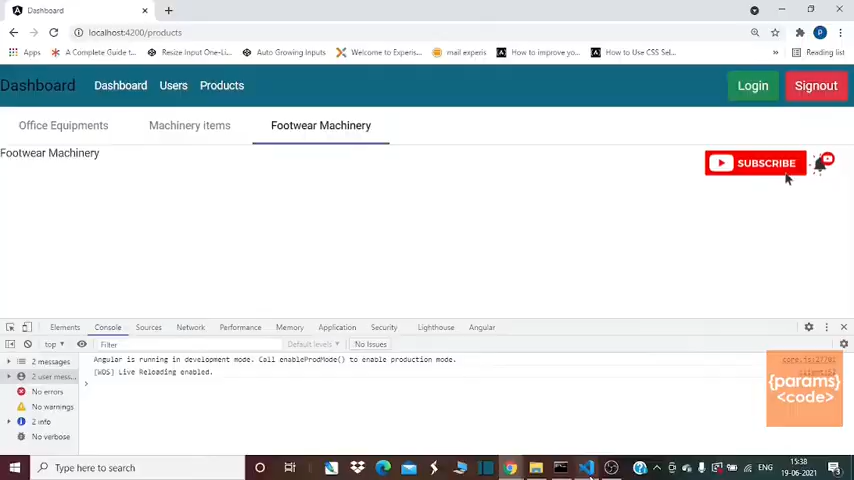 Dashboard
localhost:4200/products
Apps A Complete Guide t... Resize Input One-Li... Auto Growing Inputs Welcome to Experis... mail experis How to improve you... How to Use CSS Sel... » Reading list
Dashboard Dashboard Users Products Login Signout
Office Equipments Machinery items Footwear Machinery
Footwear Machinery
SUBSCRIBE
Elements Console Sources Network Performance Memory Application Security Lighthouse Angular
top Filter Default levels No Issues
2 messages
2 user mess...
No errors
No warnings
2 info
No verbose
Angular is running in development mode. Call enableProdMode() to enable production mode.
[WDS] Live Reloading enabled.
{params}
<code>
Type here to search
ENG
15:38
19-06-2021
3